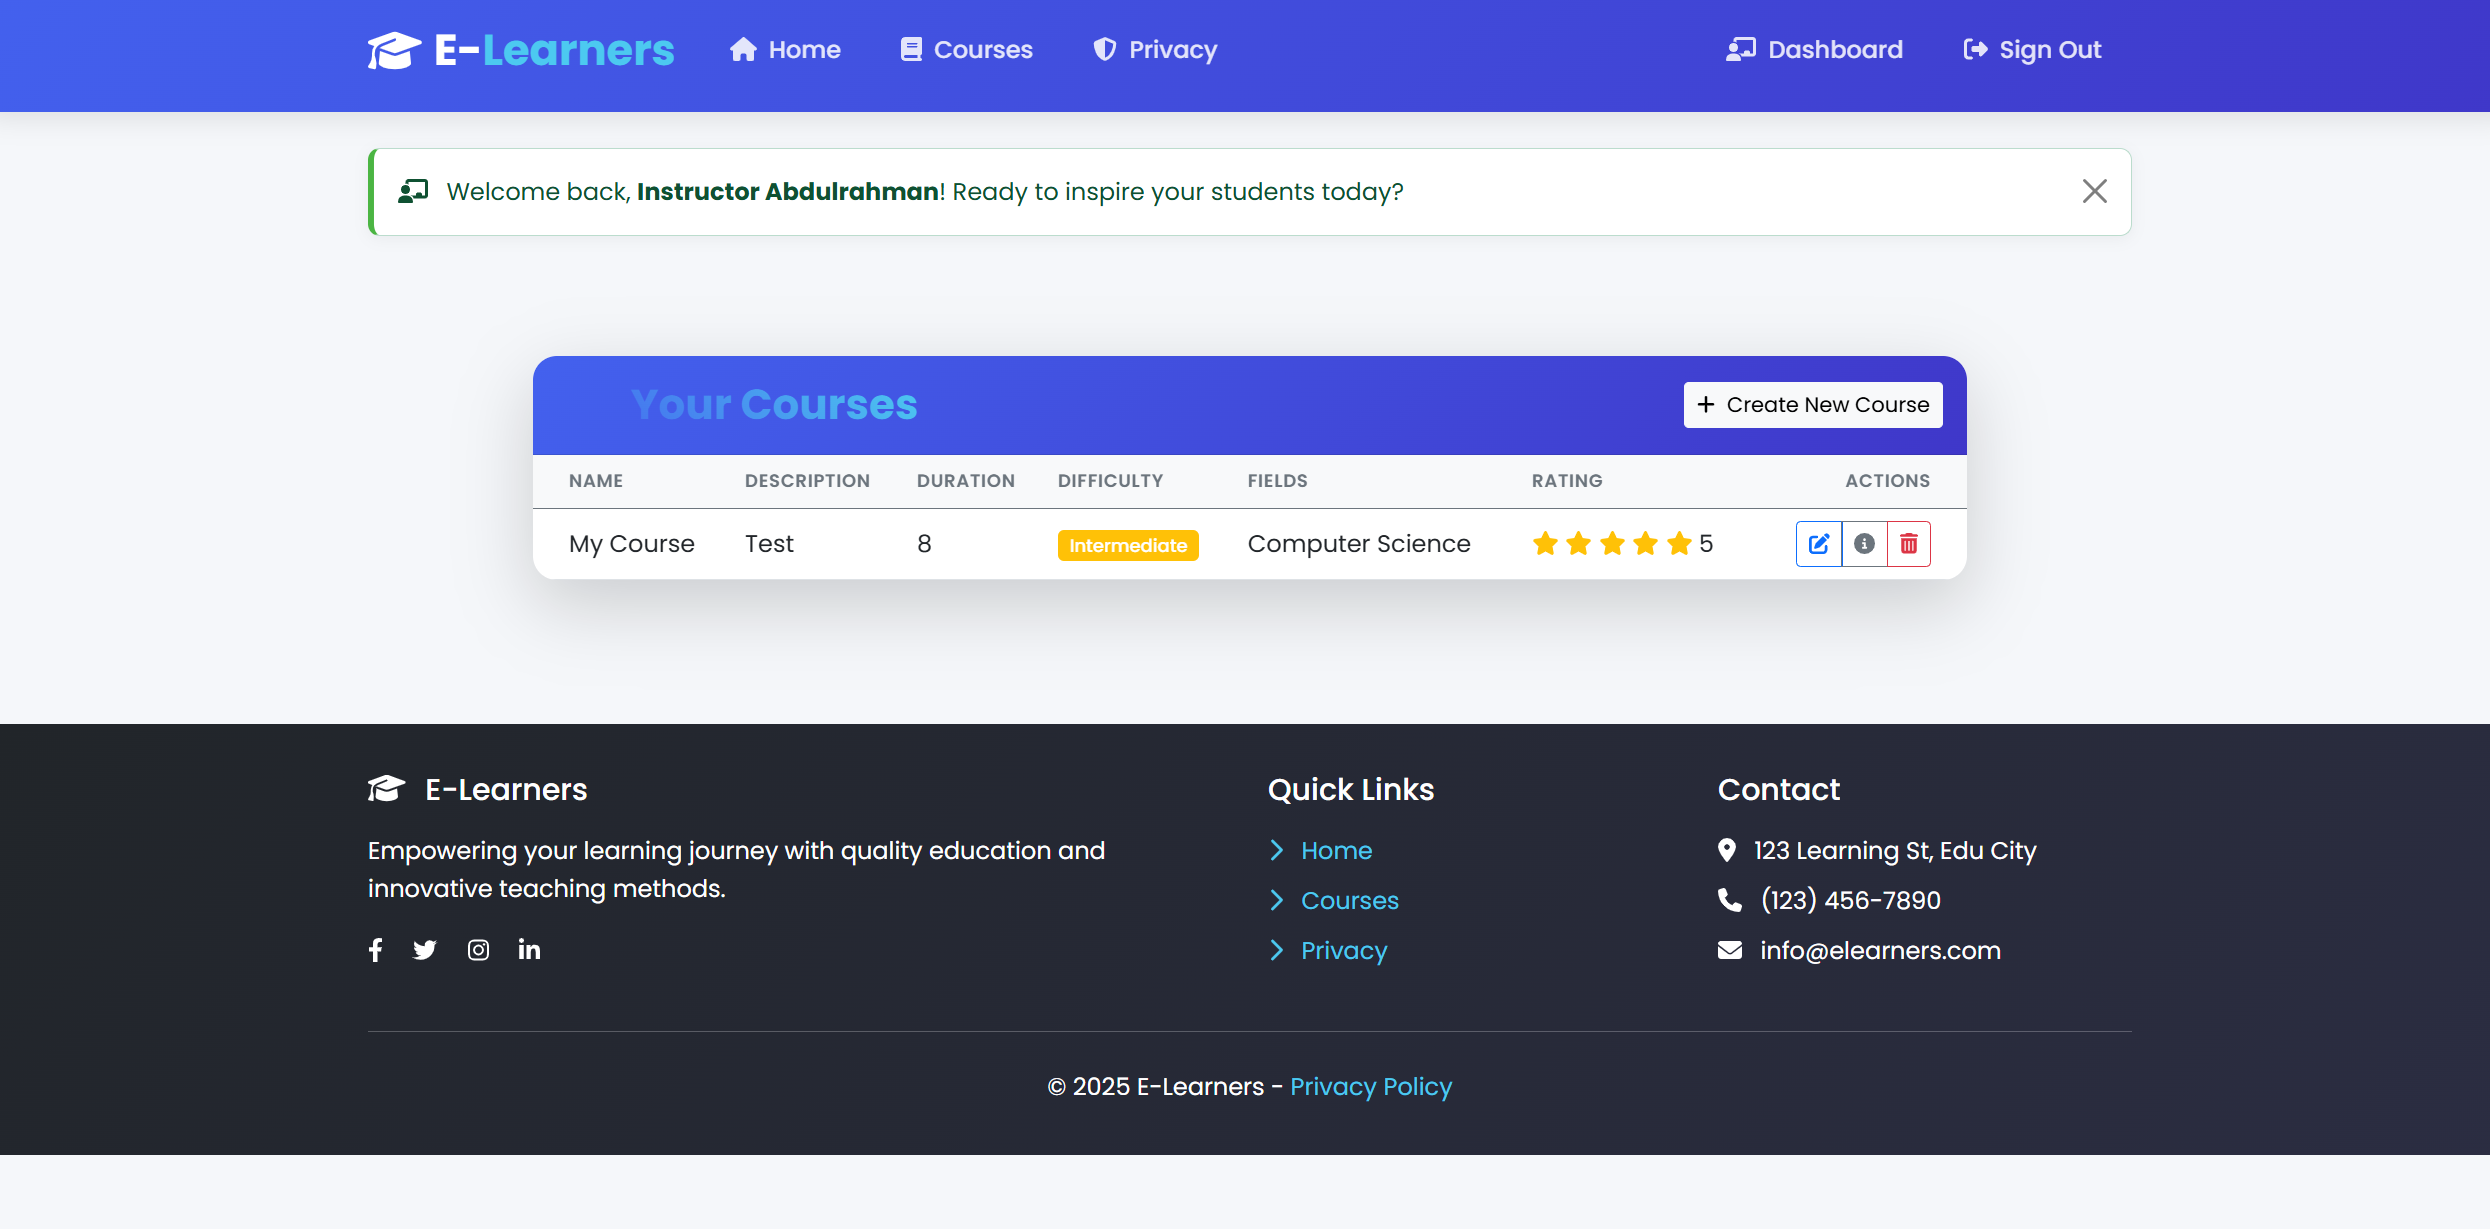 E-Learners Home Courses Privacy Dashboard Sign Out
Welcome back, Instructor Abdulrahman! Ready to inspire your students today?
Your Courses + Create New Course
NAME DESCRIPTION DURATION DIFFICULTY FIELDS RATING ACTIONS
My Course Test 8 Intermediate Computer Science 5
E-Learners
Empowering your learning journey with quality education and
innovative teaching methods.
Quick Links
Home
Courses
Privacy
Contact
123 Learning St, Edu City
(123) 456-7890
info@elearners.com
© 2025 E-Learners - Privacy Policy